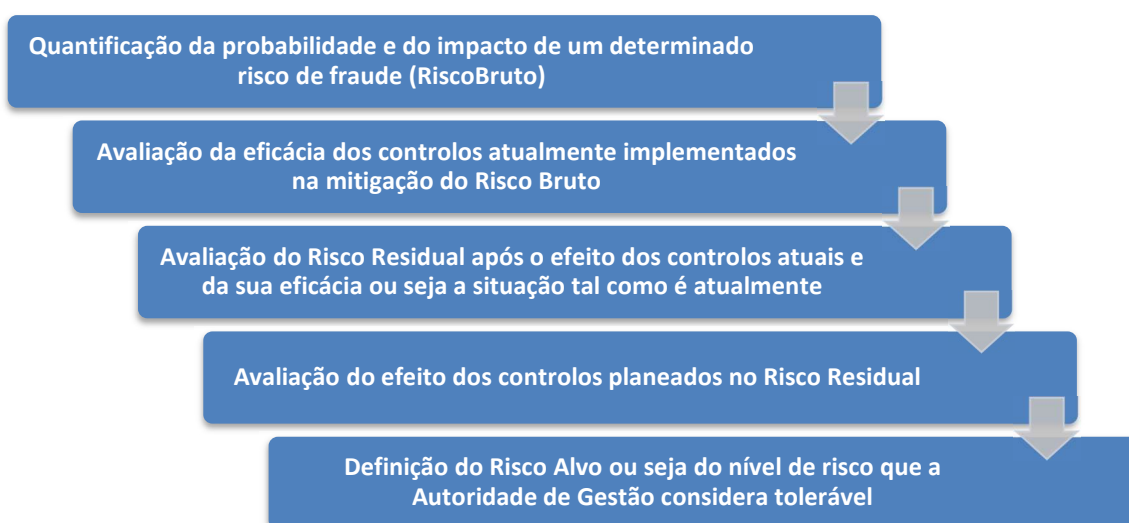 Quantificação da probabilidade e do impacto de um determinado
risco de fraude (RiscoBruto)
Avaliação da eficácia dos controlos atualmente implementados
na mitigação do Risco Bruto
Avaliação do Risco Residual após o efeito dos controlos atuais e
da sua eficácia ou seja a situação tal como é atualmente
Avaliação do efeito dos controlos planeados no Risco Residual
Definição do Risco Alvo ou seja do nível de risco que a
Autoridade de Gestão considera tolerável